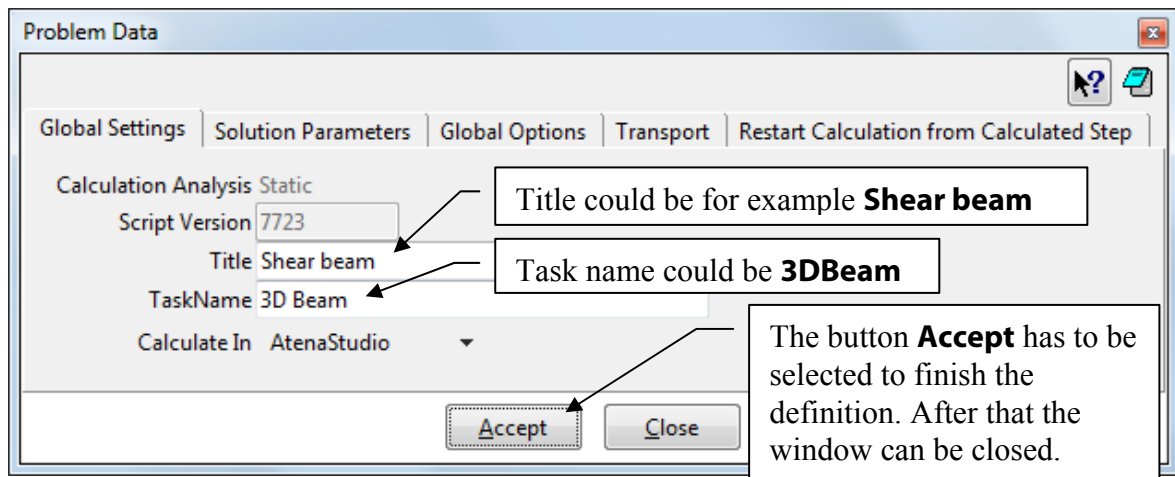 Problem Data
Global Settings Solution Parameters Global Options Transport Restart Calculation from Calculated Step
Calculation Analysis Static
Script Version 7723
Title Shear beam
TaskName 3D Beam
Calculate In AtenaStudio
Title could be for example Shear beam
Task name could be 3DBeam
The button Accept has to be
selected to finish the
definition. After that the
window can be closed.
Accept Close